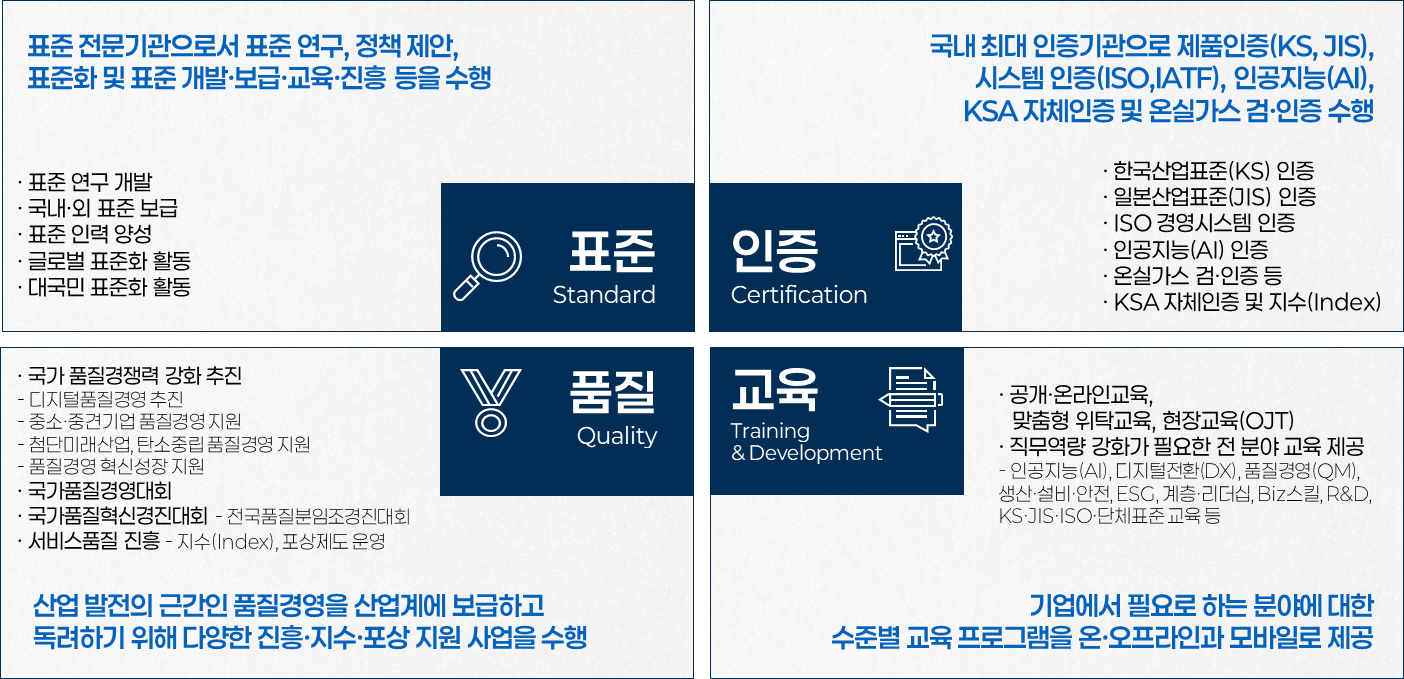 표준 전문기관으로서 표준 연구, 정책 제안,
표준화 및 표준 개발·보급·교육·진흥 등을 수행
· 표준 연구 개발
· 국내·외 표준 보급
· 표준 인력 양성
· 글로벌 표준화 활동
· 대국민 표준화 활동
표준
Standard
국내 최대 인증기관으로 제품인증(KS, JIS),
시스템 인증(ISO,IATF), 인공지능(AI),
KSA 자체인증 및 온실가스 검·인증 수행
인증
Certification
· 한국산업표준(KS) 인증
· 일본산업표준(JIS) 인증
· ISO 경영시스템 인증
· 인공지능(AI) 인증
· 온실가스 검·인증 등
· KSA 자체인증 및 지수(Index)
· 국가 품질경쟁력 강화 추진
- 디지털품질경영 추진
- 중소·중견기업 품질경영 지원
- 첨단미래산업, 탄소중립 품질경영 지원
- 품질경영 혁신성장 지원
· 국가품질경영대회
· 국가품질혁신경진대회 - 전국품질분임조경진대회
· 서비스품질 진흥 - 지수(Index), 포상제도 운영
품질
Quality
산업 발전의 근간인 품질경영을 산업계에 보급하고
독려하기 위해 다양한 진흥·지수·포상 지원 사업을 수행
교육
Training
& Development
· 공개·온라인교육,
맞춤형 위탁교육, 현장교육(OJT)
· 직무역량 강화가 필요한 전 분야 교육 제공
- 인공지능(AI), 디지털전환(DX), 품질경영(QM),
생산·설비·안전, ESG, 계층·리더십, Biz스킬, R&D,
KS·JIS·ISO·단체표준 교육 등
기업에서 필요로 하는 분야에 대한
수준별 교육 프로그램을 온·오프라인과 모바일로 제공